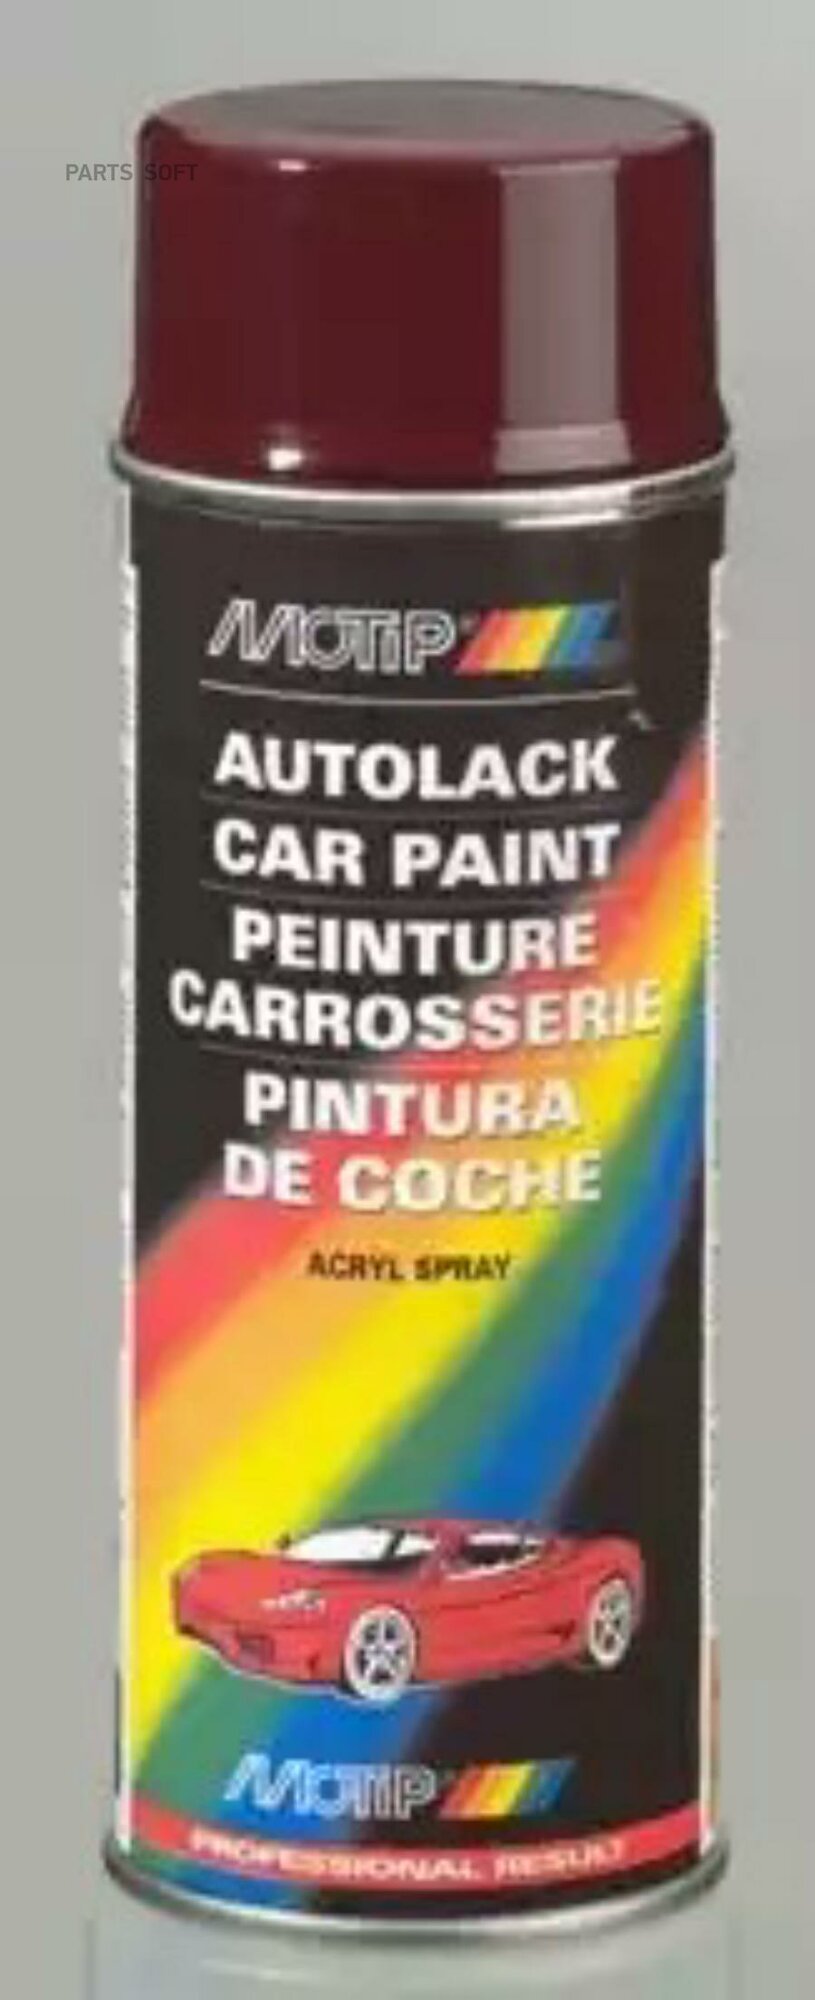 PARTS SOFT
MOTiP
AUTOLACK
CAR PAINT
PEINTURE
CARROSSERIE
PINTURA
DE COCHE
ACRYL SPRAY
MOTiP
PROFESSIONAL RESULT